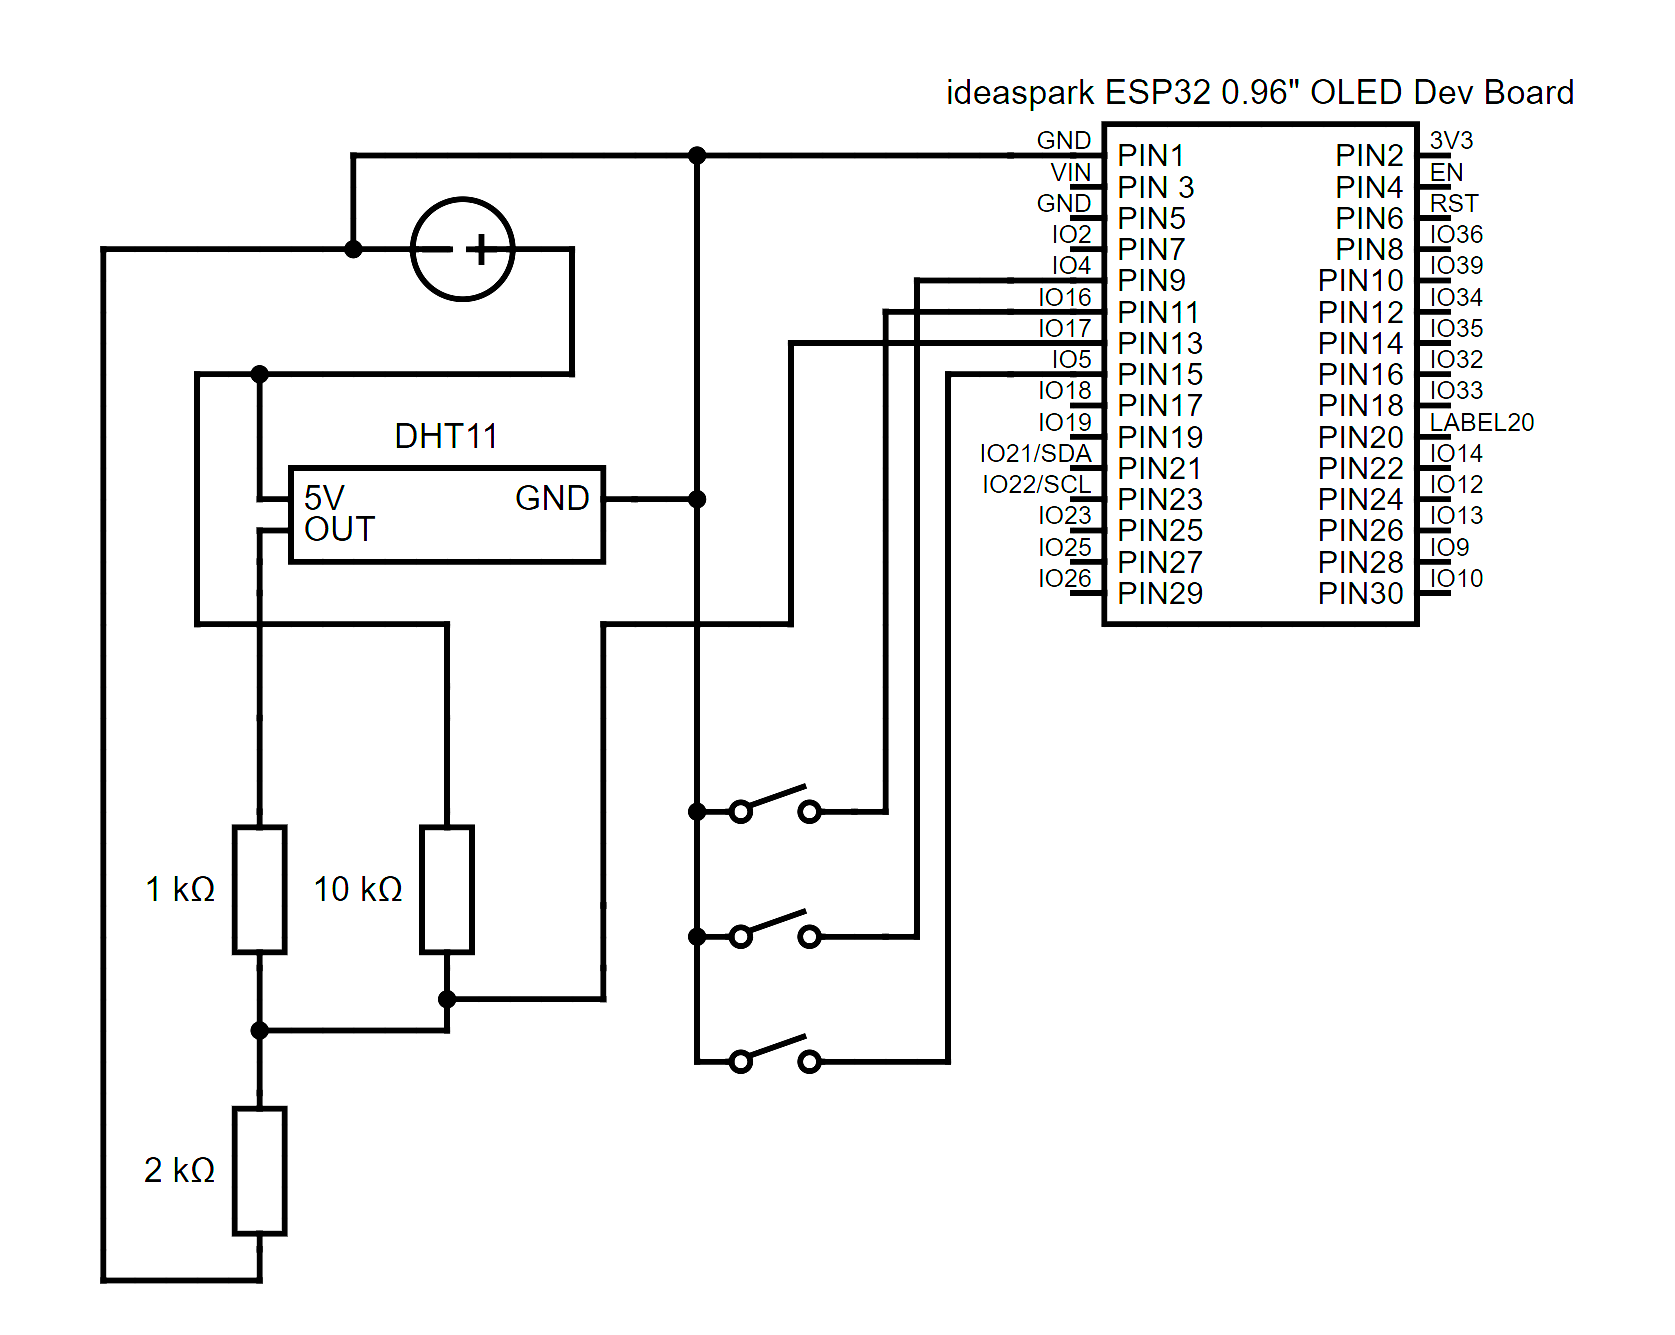 ideaspark ESP32 0.96" OLED Dev Board
GND PIN1 PIN2 3V3
VIN PIN 3 PIN4 EN
GND PIN5 PIN6 RST
IO2 PIN7 PIN8 IO36
IO4 PIN9 PIN10 IO39
IO16 PIN11 PIN12 IO34
IO17 PIN13 PIN14 IO35
IO5 PIN15 PIN16 IO32
IO18 PIN17 PIN18 IO33
IO19 PIN19 PIN20 LABEL20
IO21/SDA PIN21 PIN22 IO14
IO22/SCL PIN23 PIN24 IO12
IO23 PIN25 PIN26 IO13
IO25 PIN27 PIN28 IO9
IO26 PIN29 PIN30 IO10
DHT11
5V GND
OUT
1 kΩ 10 kΩ
2 kΩ